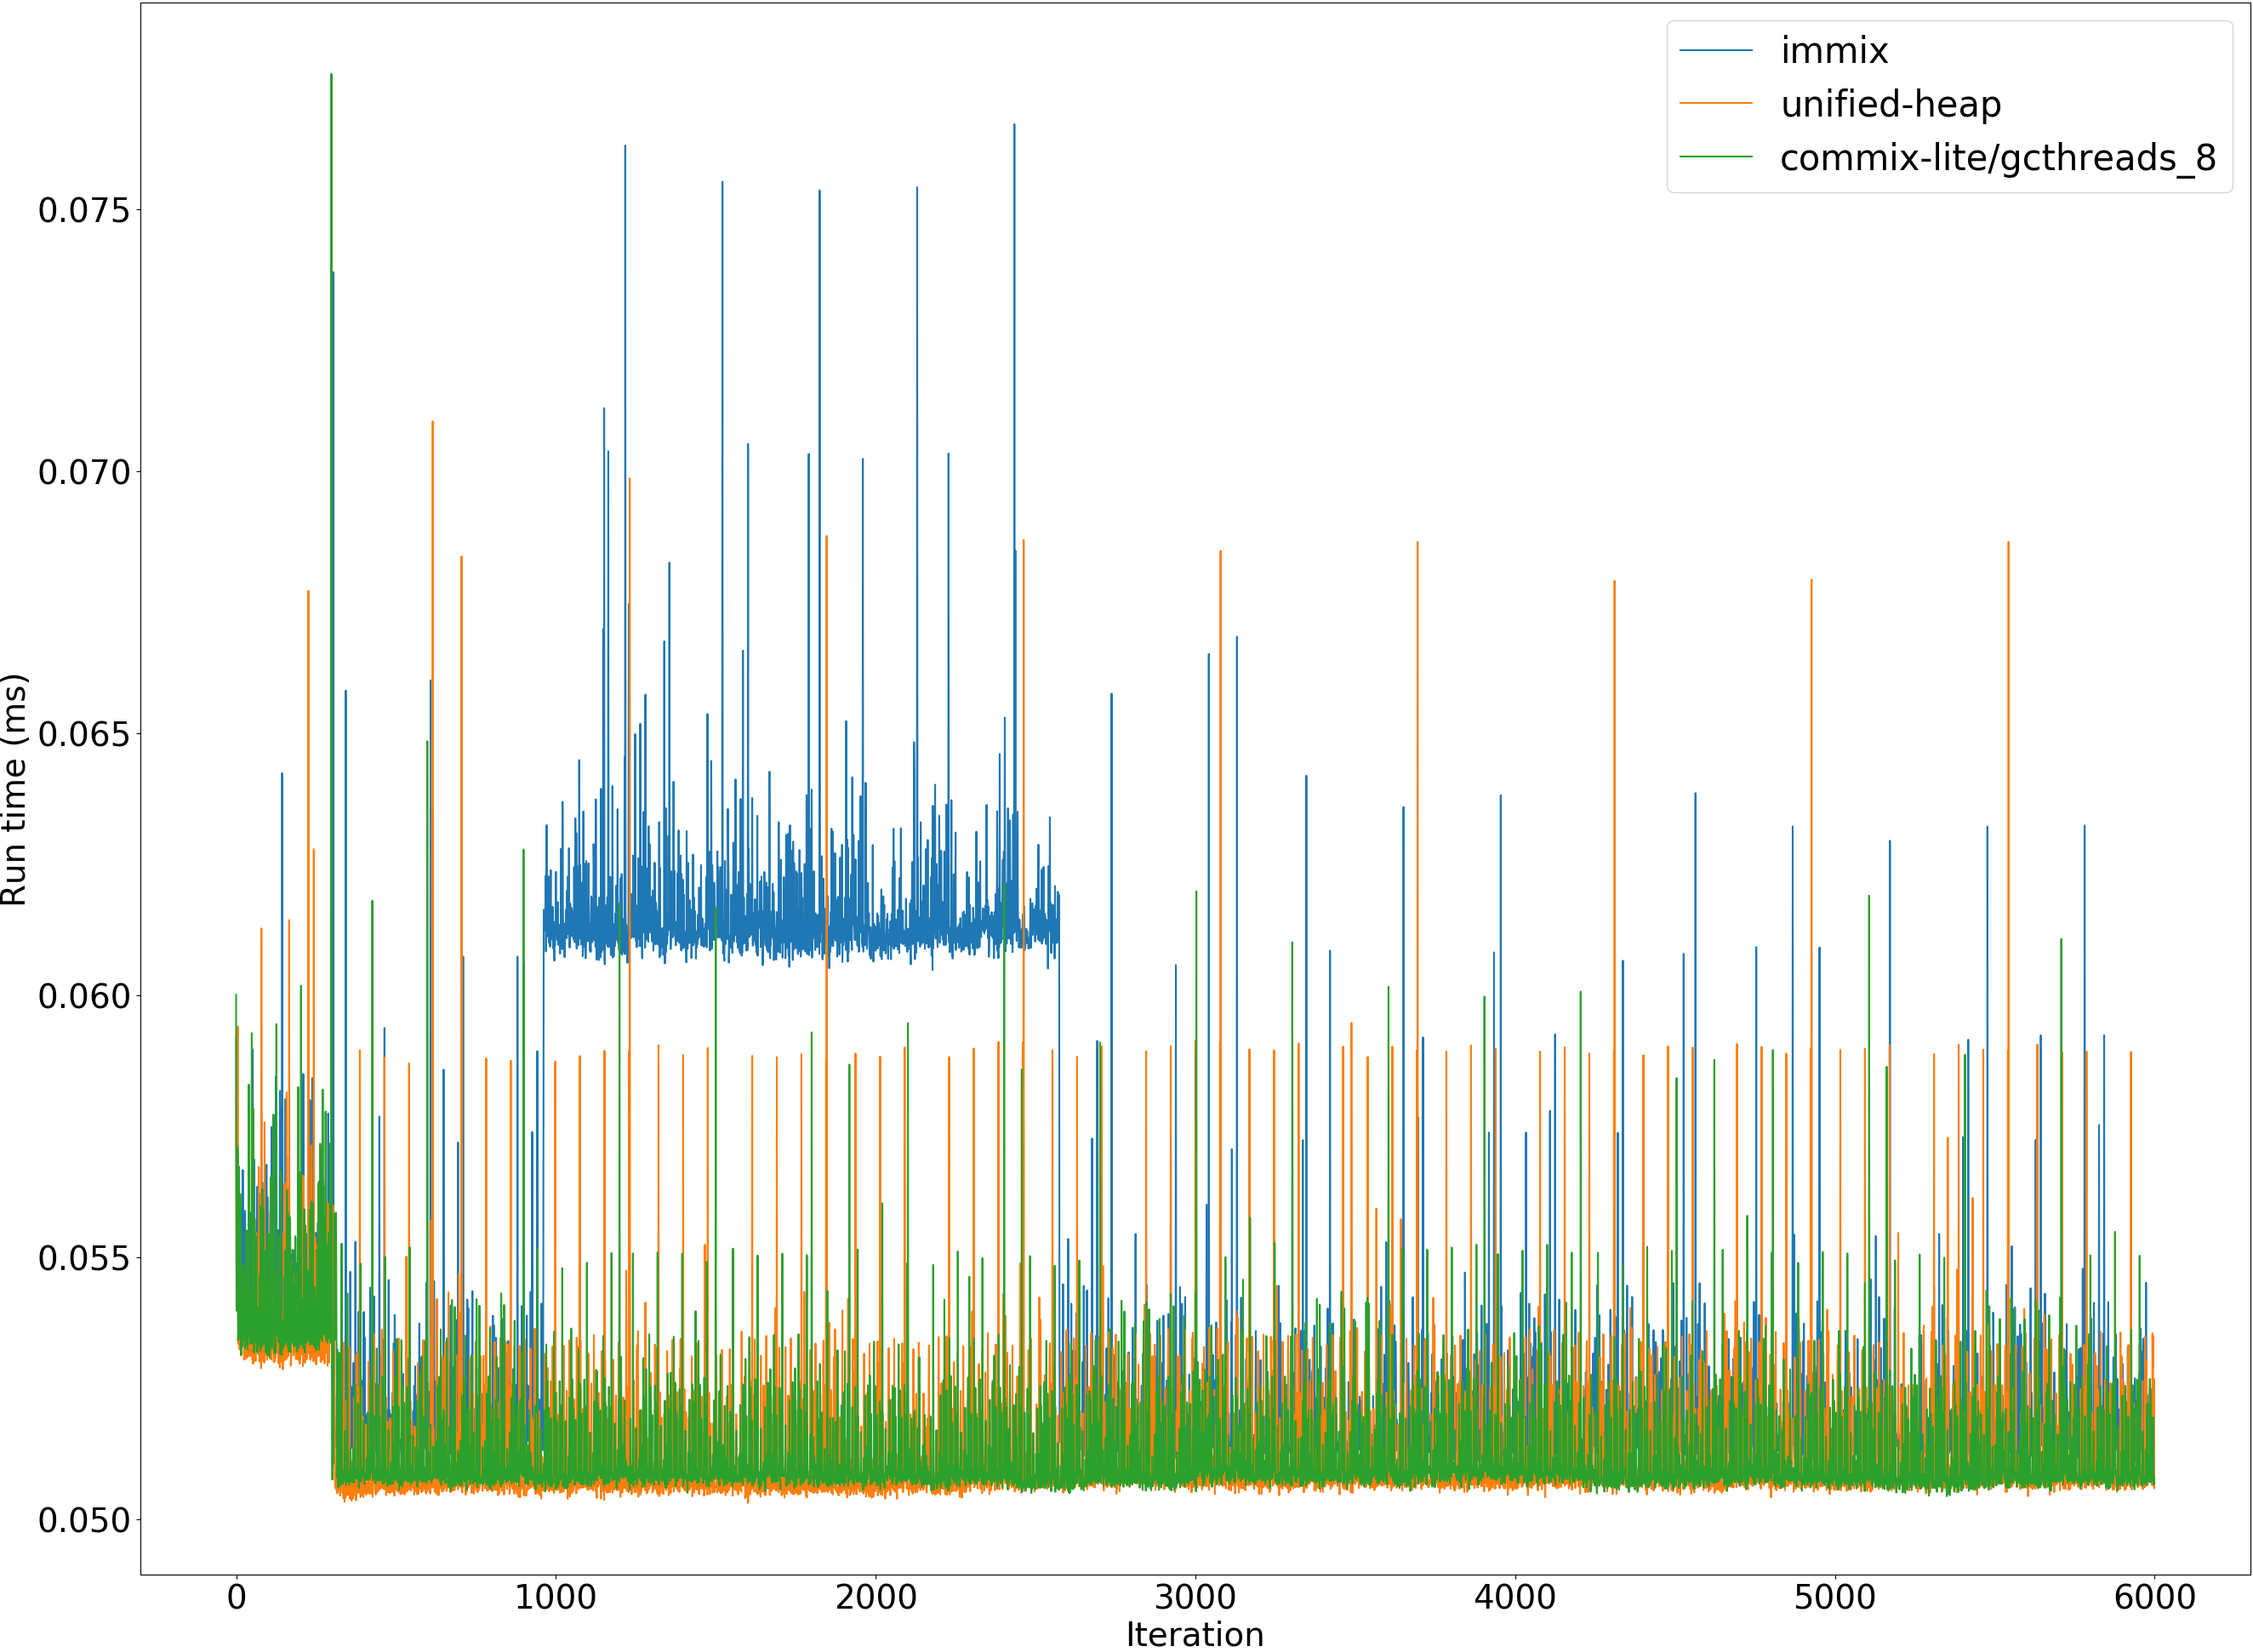 immix
unified-heap
commix-lite/gcthreads_8
Run time (ms)
0.075
0.070
0.065
0.060
0.055
0.050
0 1000 2000 3000 4000 5000 6000
Iteration